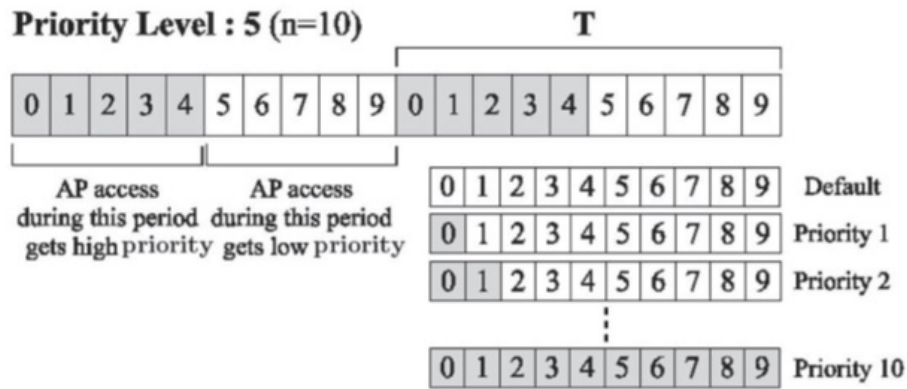 Priority Level : 5 (n=10)
T
0 1 2 3 4 5 6 7 8 9 0 1 2 3 4 5 6 7 8 9
AP access
during this period
gets high priority
AP access
during this period
gets low priority
0 1 2 3 4 5 6 7 8 9 Default
0 1 2 3 4 5 6 7 8 9 Priority 1
0 1 2 3 4 5 6 7 8 9 Priority 2
0 1 2 3 4 5 6 7 8 9 Priority 10